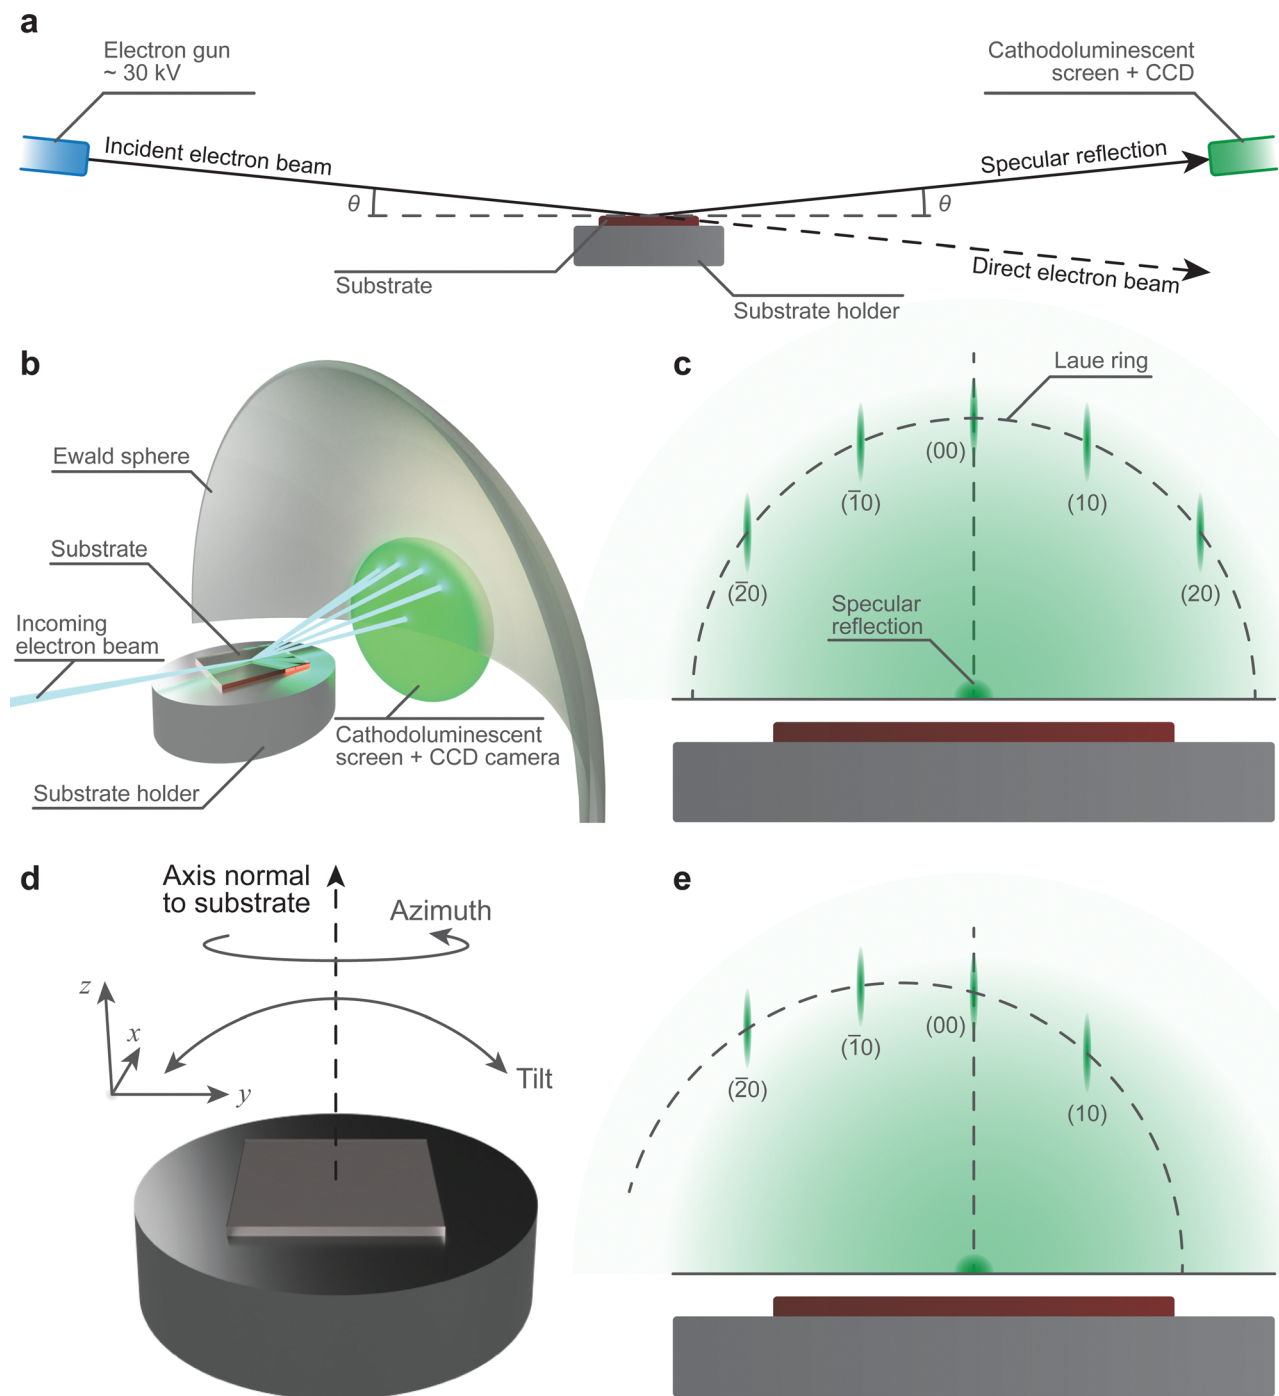 a
Electron gun
~ 30 kV
Cathodoluminescent
screen + CCD
Incident electron beam
Specular reflection
θ
θ
Direct electron beam
Substrate
Substrate holder
b
Ewald sphere
Substrate
Incoming
electron beam
Cathodoluminescent
screen + CCD camera
Substrate holder
c
Laue ring
(00)
(1̅0)
(10)
(2̅0)
(20)
Specular
reflection
d
Axis normal
to substrate
Azimuth
z
x
y
Tilt
e
(00)
(1̅0)
(2̅0)
(10)